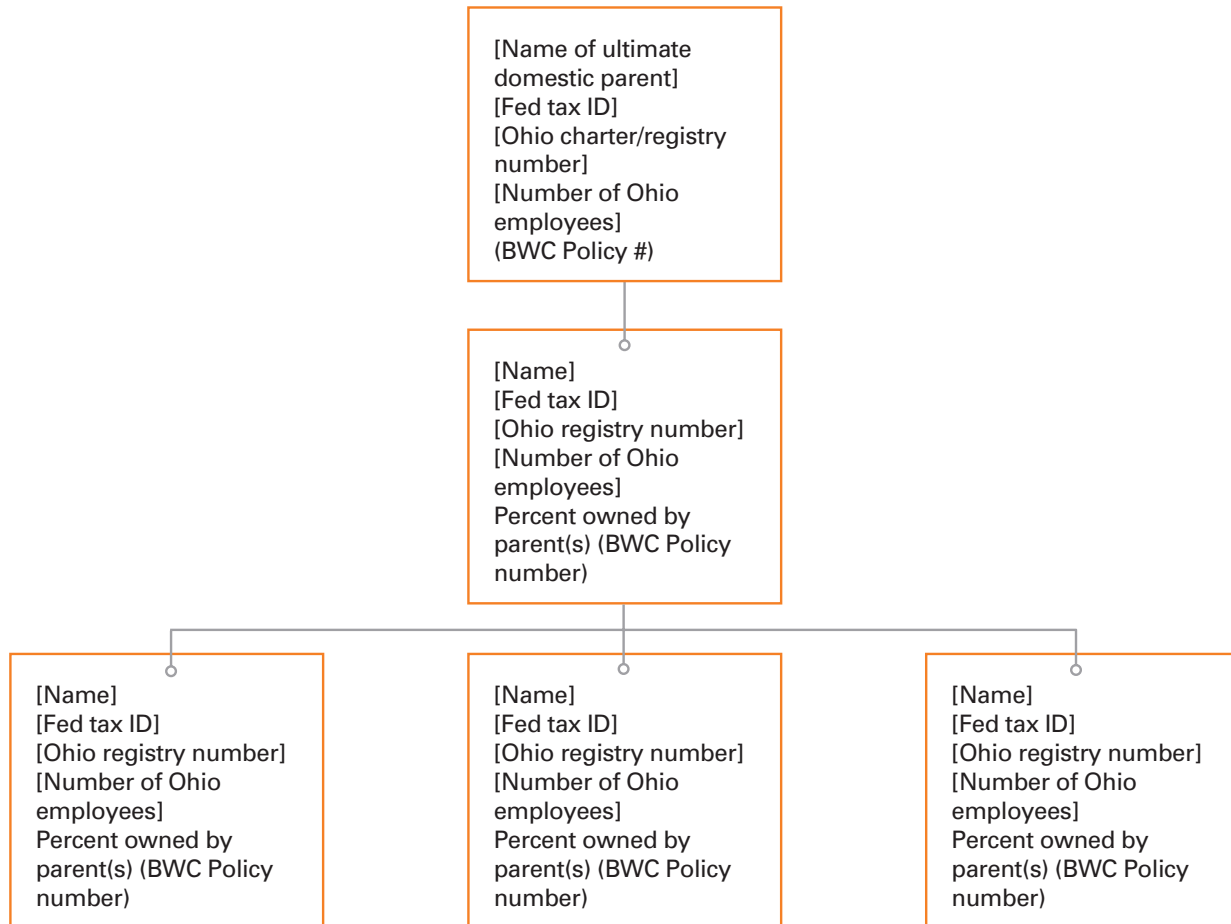 [Name of ultimate
domestic parent]
[Fed tax ID]
[Ohio charter/registry
number]
[Number of Ohio
employees]
(BWC Policy #)
[Name]
[Fed tax ID]
[Ohio registry number]
[Number of Ohio
employees]
Percent owned by
parent(s) (BWC Policy
number)
[Name]
[Fed tax ID]
[Ohio registry number]
[Number of Ohio
employees]
Percent owned by
parent(s) (BWC Policy
number)
[Name]
[Fed tax ID]
[Ohio registry number]
[Number of Ohio
employees]
Percent owned by
parent(s) (BWC Policy
number)
[Name]
[Fed tax ID]
[Ohio registry number]
[Number of Ohio
employees]
Percent owned by
parent(s) (BWC Policy
number)